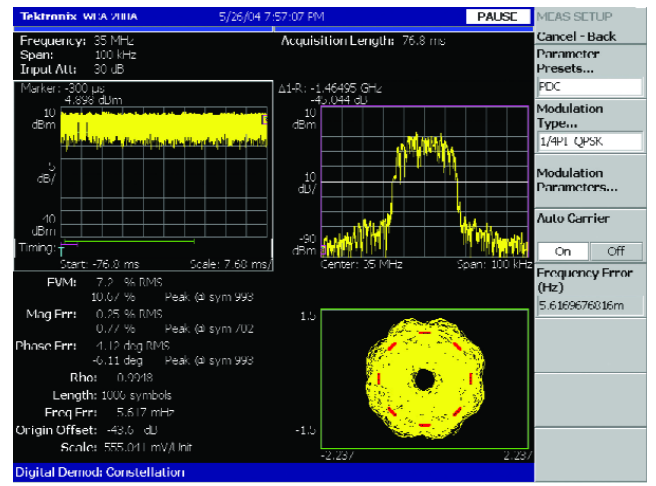 Tektronix WCA 200A 5/26/04 7:57:07 PM PAUSE MEAS SETUP
Cancel - Back
Frequency: 35 MHz Acquisition Length: 76.8 ms
Span: 100 kHz
Input Att: 30 dB
Parameter
Presets...
PDC
Marker: -300 µs
4.898 dBm
Δ1-R: -1.46495 GHz
-45.044 dB
10
dBm
10
dBm
Modulation
Type...
1/4PI QPSK
5
dB/
10
dB/
Modulation
Parameters...
-40
dBm
-90
dBm
Auto Carrier
On Off
Timing:
Start: -76.8 ms Scale: 7.68 ms/
Center: 35 MHz Span: 100 kHz
Frequency Error
(Hz)
5.6169676816m
EVM: 7.2 % RMS
10.67 % Peak @ sym 993
Mag Err: 0.25 % RMS
0.77 % Peak @ sym 702
Phase Err: 4.12 deg RMS
-6.11 deg Peak @ sym 993
Rho: 0.9948
Length: 1006 symbols
Freq Err: 5.617 mHz
Origin Offset: -43.6 dB
Scale: 555.041 mV/Unit
1.5
-1.5
-2.237 2.237
Digital Demod: Constellation